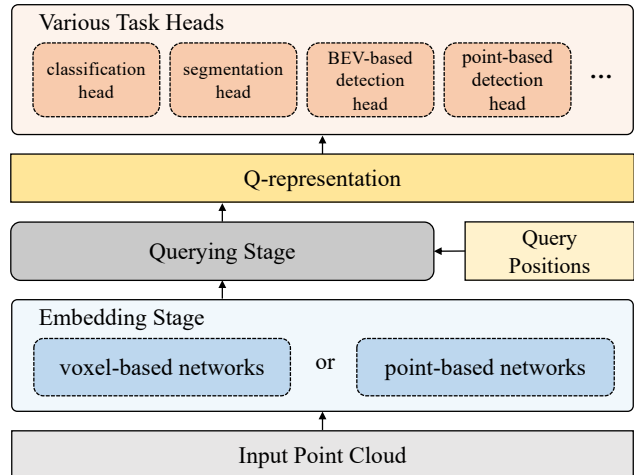 Various Task Heads
classification
head
segmentation
head
BEV-based
detection
head
point-based
detection
head
...
Q-representation
Querying Stage
Query
Positions
Embedding Stage
voxel-based networks
or
point-based networks
Input Point Cloud